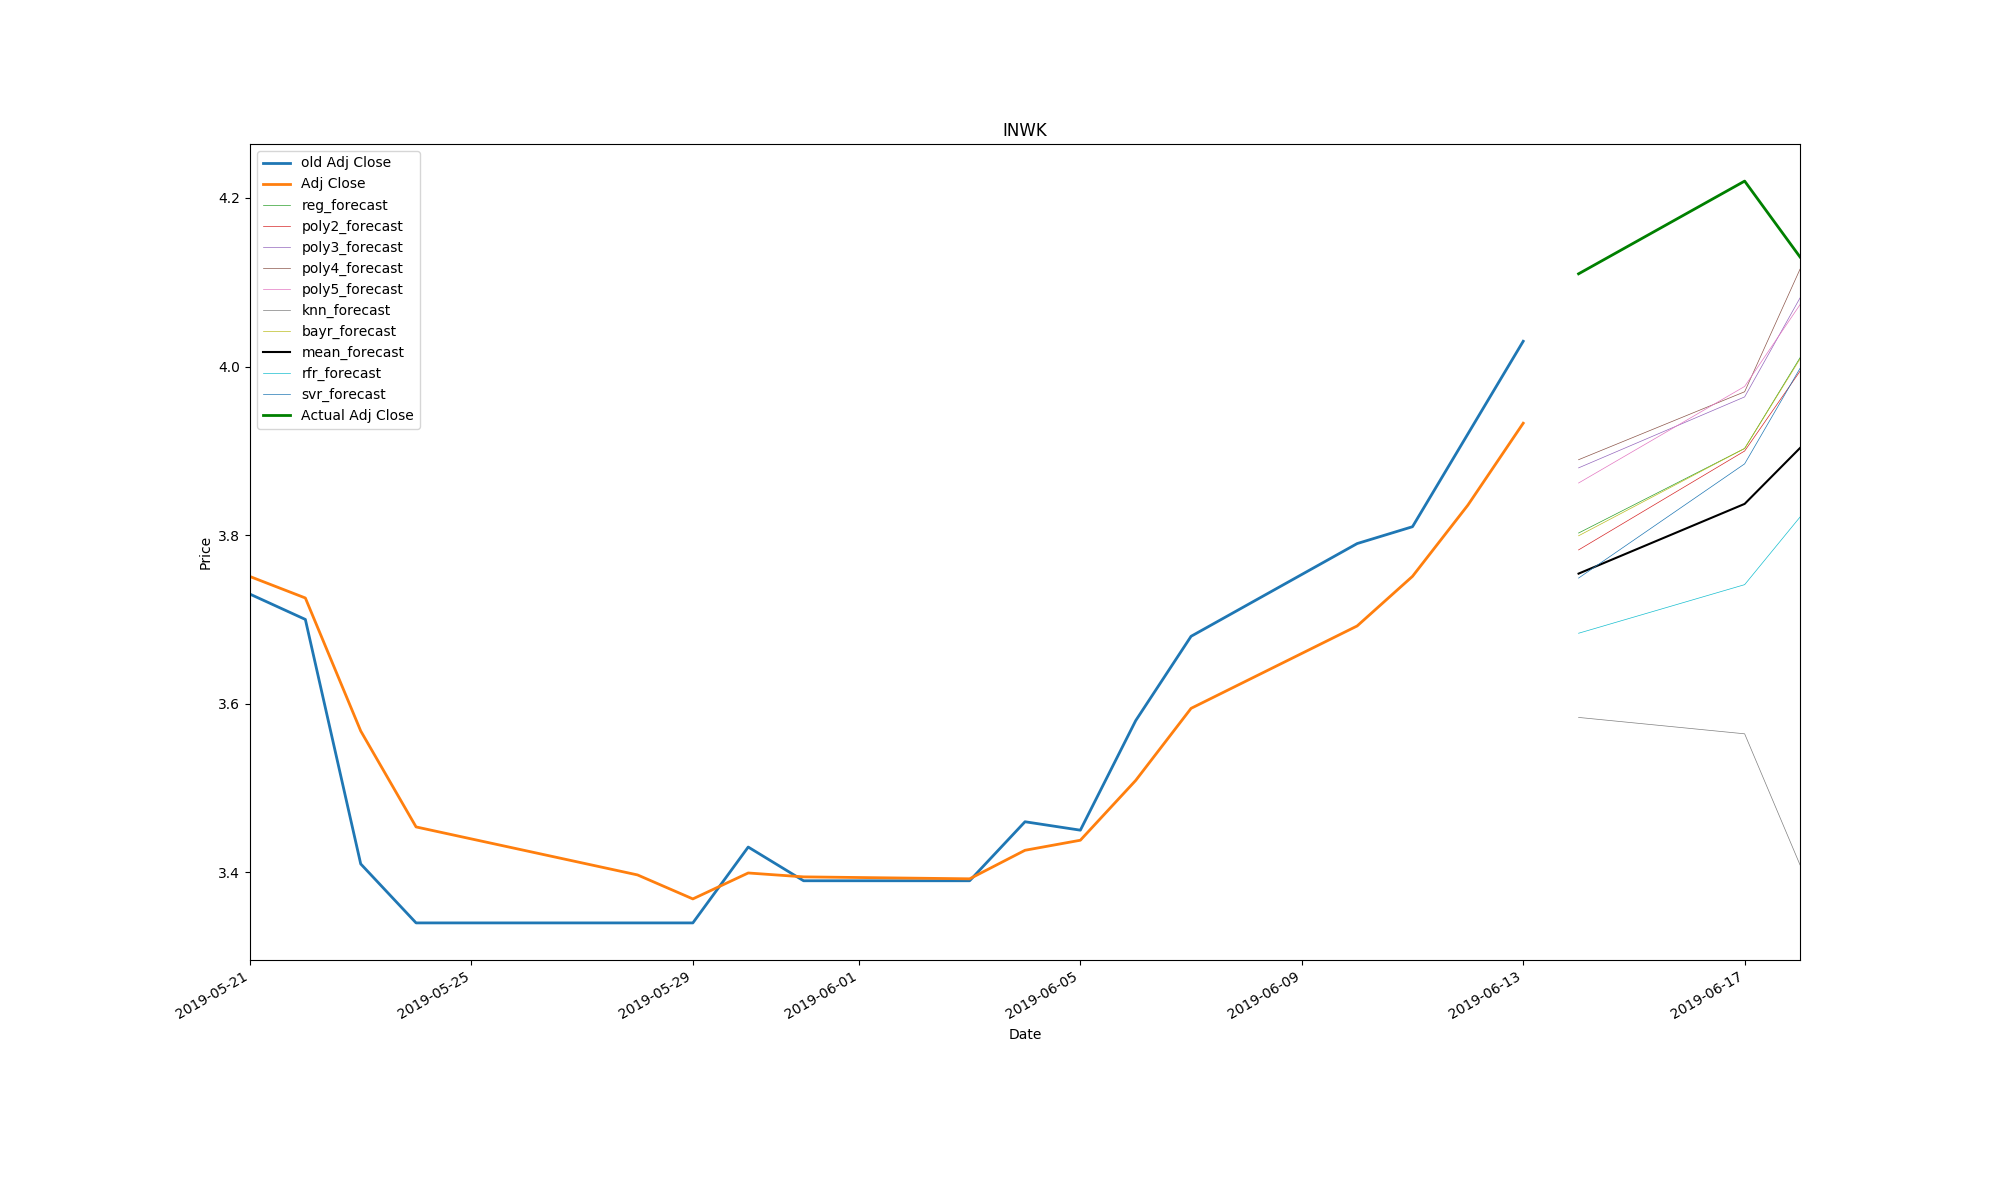 INWK
old Adj Close
Adj Close
reg_forecast
poly2_forecast
poly3_forecast
poly4_forecast
poly5_forecast
knn_forecast
bayr_forecast
mean_forecast
rfr_forecast
svr_forecast
Actual Adj Close
4.2
4.0
3.8
3.6
3.4
Price
2019-05-21
2019-05-25
2019-05-29
2019-06-01
2019-06-05
2019-06-09
2019-06-13
2019-06-17
Date